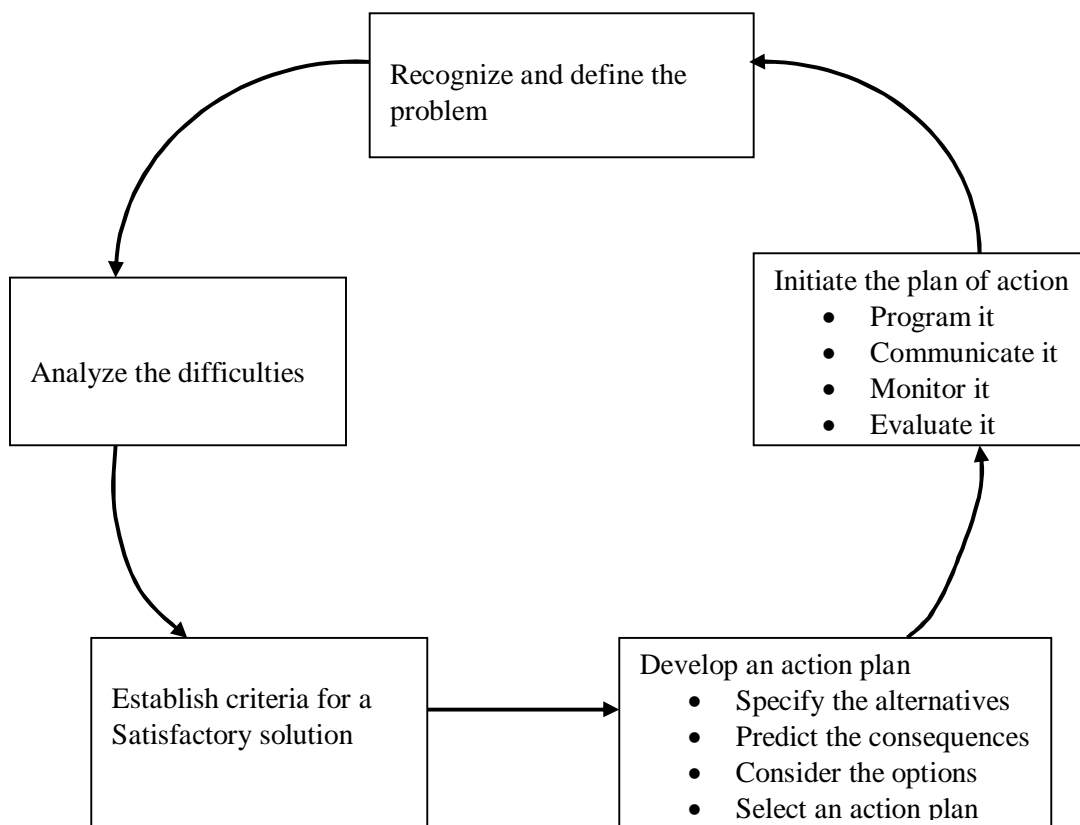 Recognize and define the
problem
Analyze the difficulties
Establish criteria for a
Satisfactory solution
Develop an action plan
• Specify the alternatives
• Predict the consequences
• Consider the options
• Select an action plan
Initiate the plan of action
• Program it
• Communicate it
• Monitor it
• Evaluate it